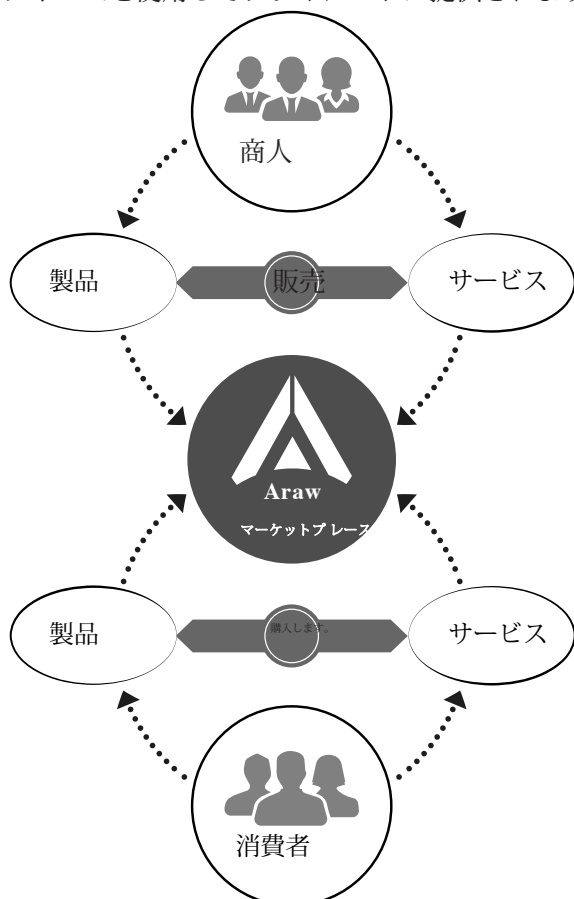 商人
製品
販売
サービス
Araw
マーケットプレース
製品
購入します。
サービス
消費者